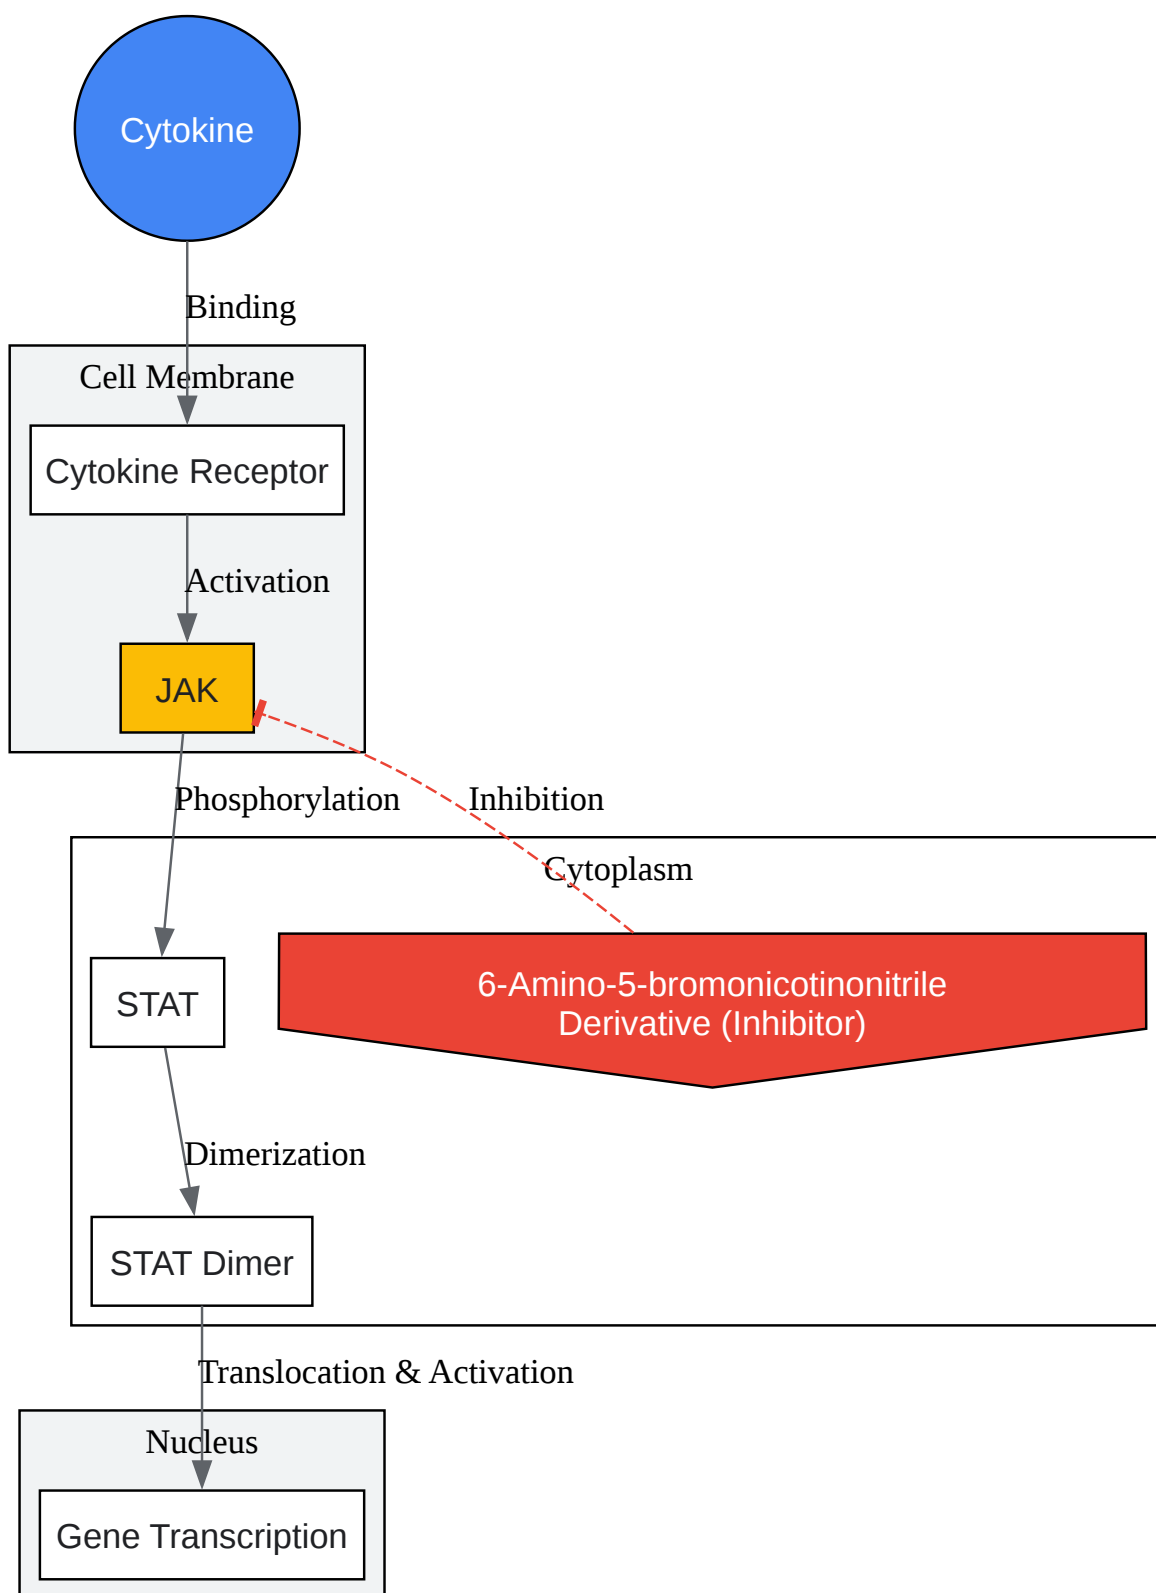 Cytokine
Binding
Cell Membrane
Cytokine Receptor
Activation
JAK
Phosphorylation
Inhibition
Cytoplasm
6-Amino-5-bromonicotinonitrile
Derivative (Inhibitor)
STAT
Dimerization
STAT Dimer
Translocation & Activation
Nucleus
Gene Transcription